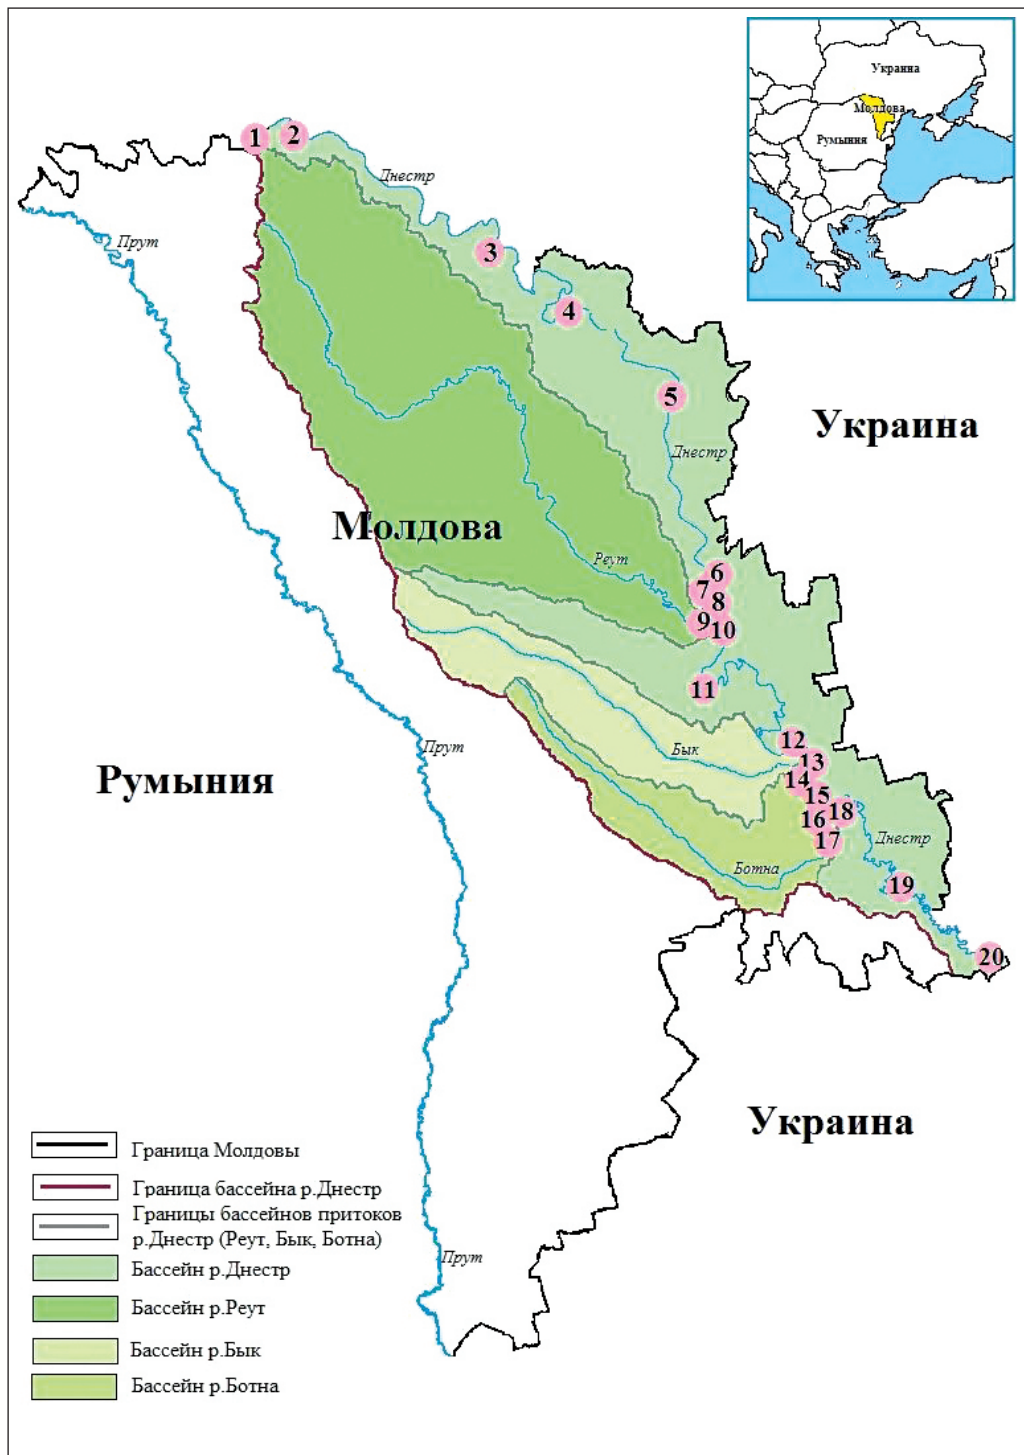 Украина
Молдова
Румыния
1
2
Днестр
Прут
3
4
5
Украина
Днестр
Молдова
Реут
6
7
8
9
10
11
Прут
Бык
12
13
14
15
16
18
17
Румыния
Днестр
Ботна
19
20
Украина
Прут
Граница Молдовы
Граница бассейна р.Днестр
Границы бассейнов притоков
р.Днестр (Реут, Бык, Ботна)
Бассейн р.Днестр
Бассейн р.Реут
Бассейн р.Бык
Бассейн р.Ботна